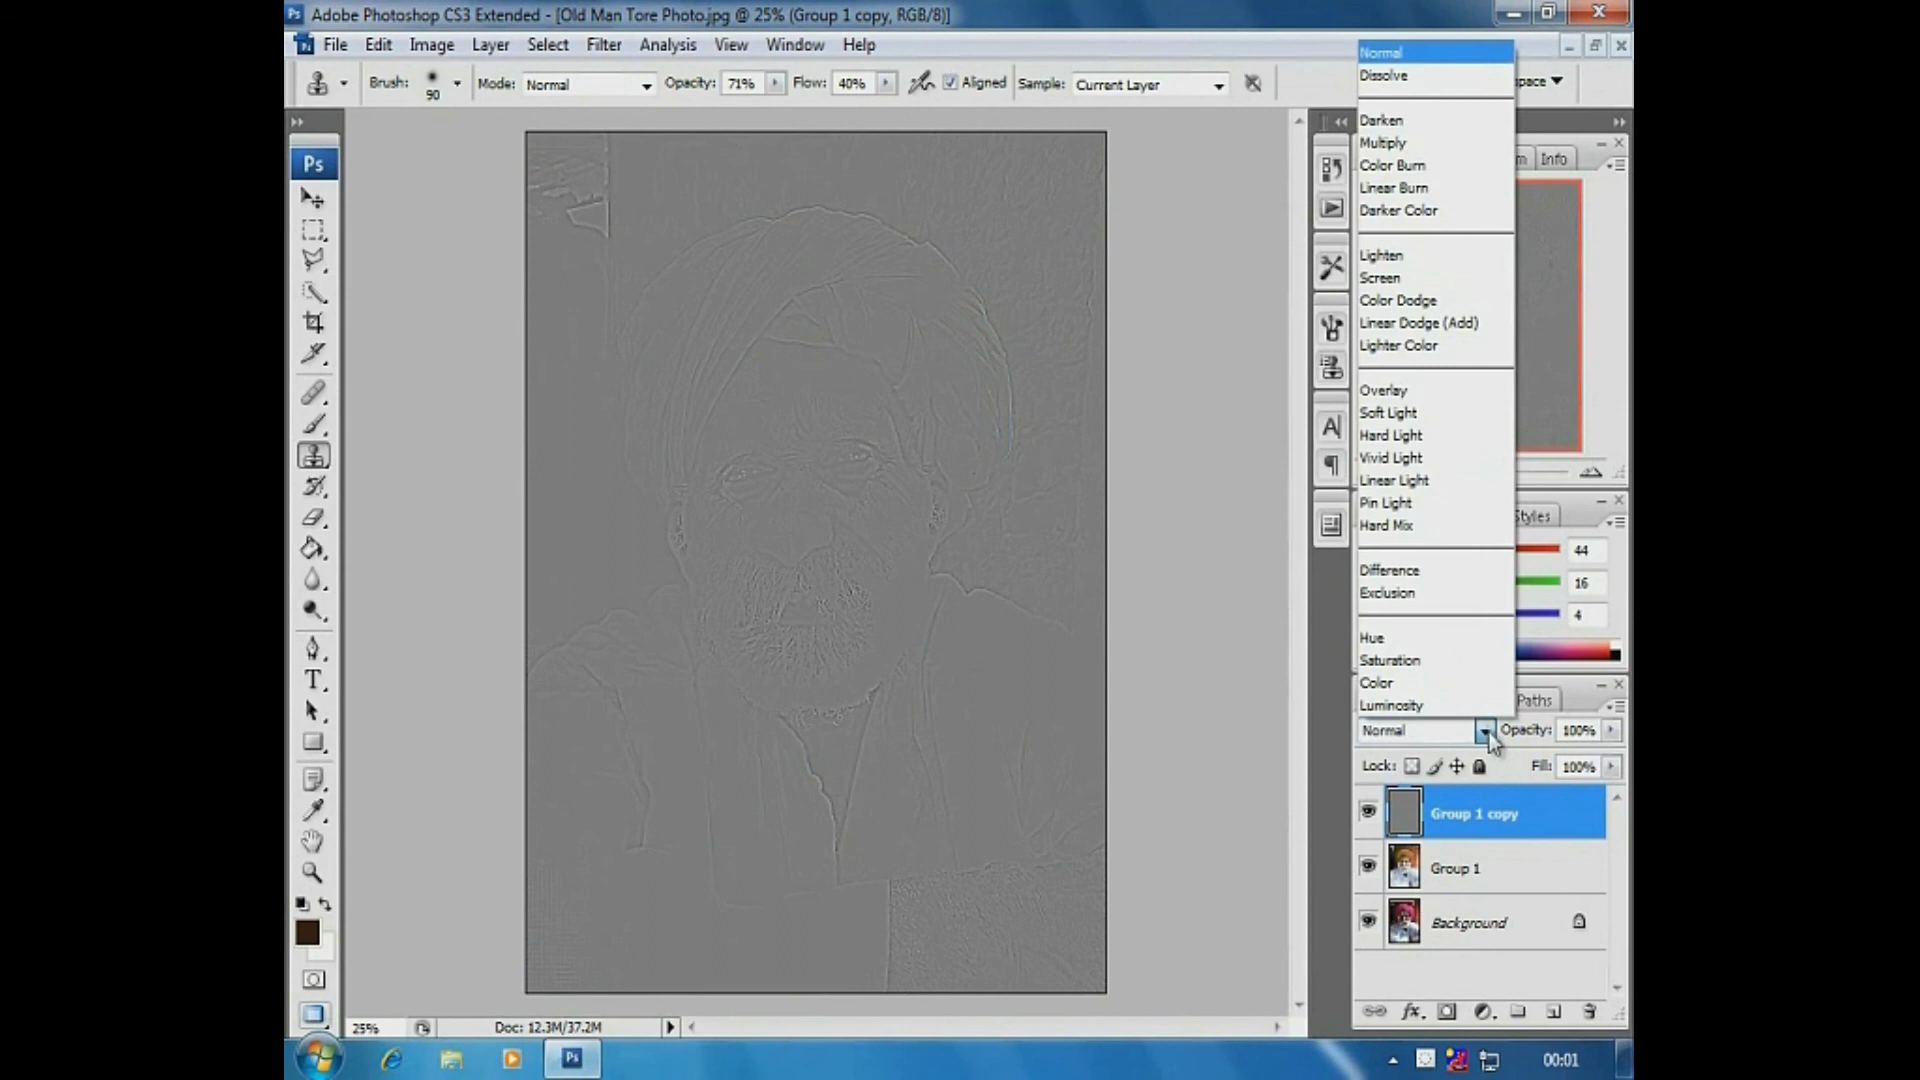 Adobe Photoshop CS3 Extended - [Old Man Tore Photo.jpg @ 25% (Group 1 copy, RGB/8)]
File Edit Image Layer Select Filter Analysis View Window Help
Brush: 90 Mode: Normal Opacity: 71% Flow: 40% Aligned Sample: Current Layer
Ps
Normal
Dissolve
Darken
Multiply
Color Burn
Linear Burn
Darker Color
Lighten
Screen
Color Dodge
Linear Dodge (Add)
Lighter Color
Overlay
Soft Light
Hard Light
Vivid Light
Linear Light
Pin Light
Hard Mix
Difference
Exclusion
Hue
Saturation
Color
Luminosity
Info
Styles
44
16
4
Paths
Normal Opacity: 100%
Lock: Fill: 100%
Group 1 copy
Group 1
Background
25% Doc: 12.3M/37.2M
Ps
00:01